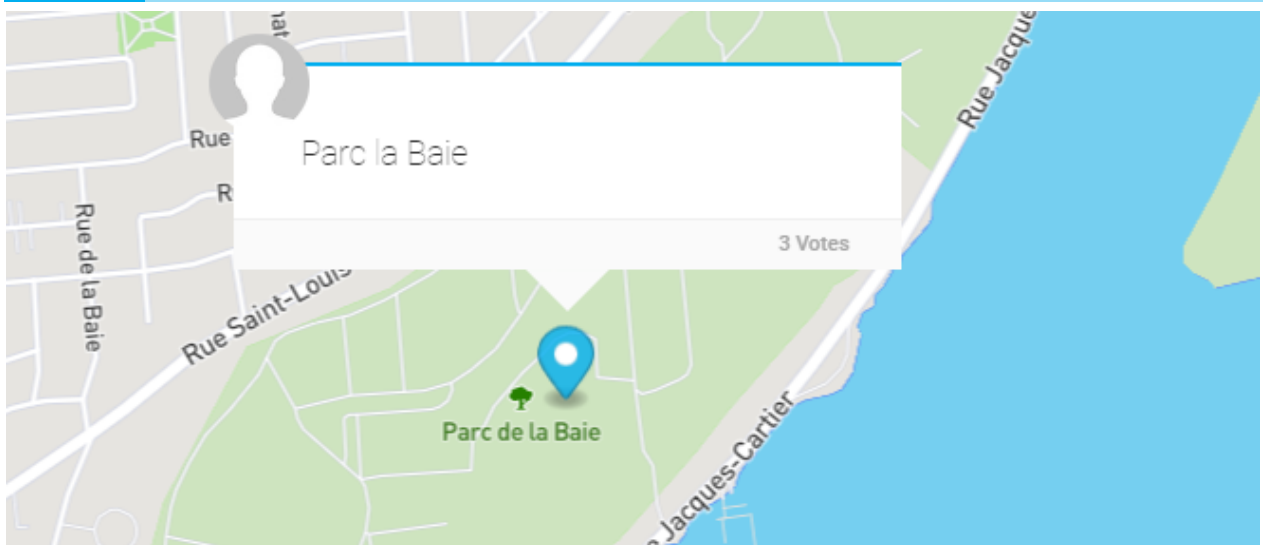 Rue Jacque
Rue
Parc la Baie
R
Rue de la Baie
3 Votes
Rue Saint-Louis
Parc de la Baie
Jacques-Cartier